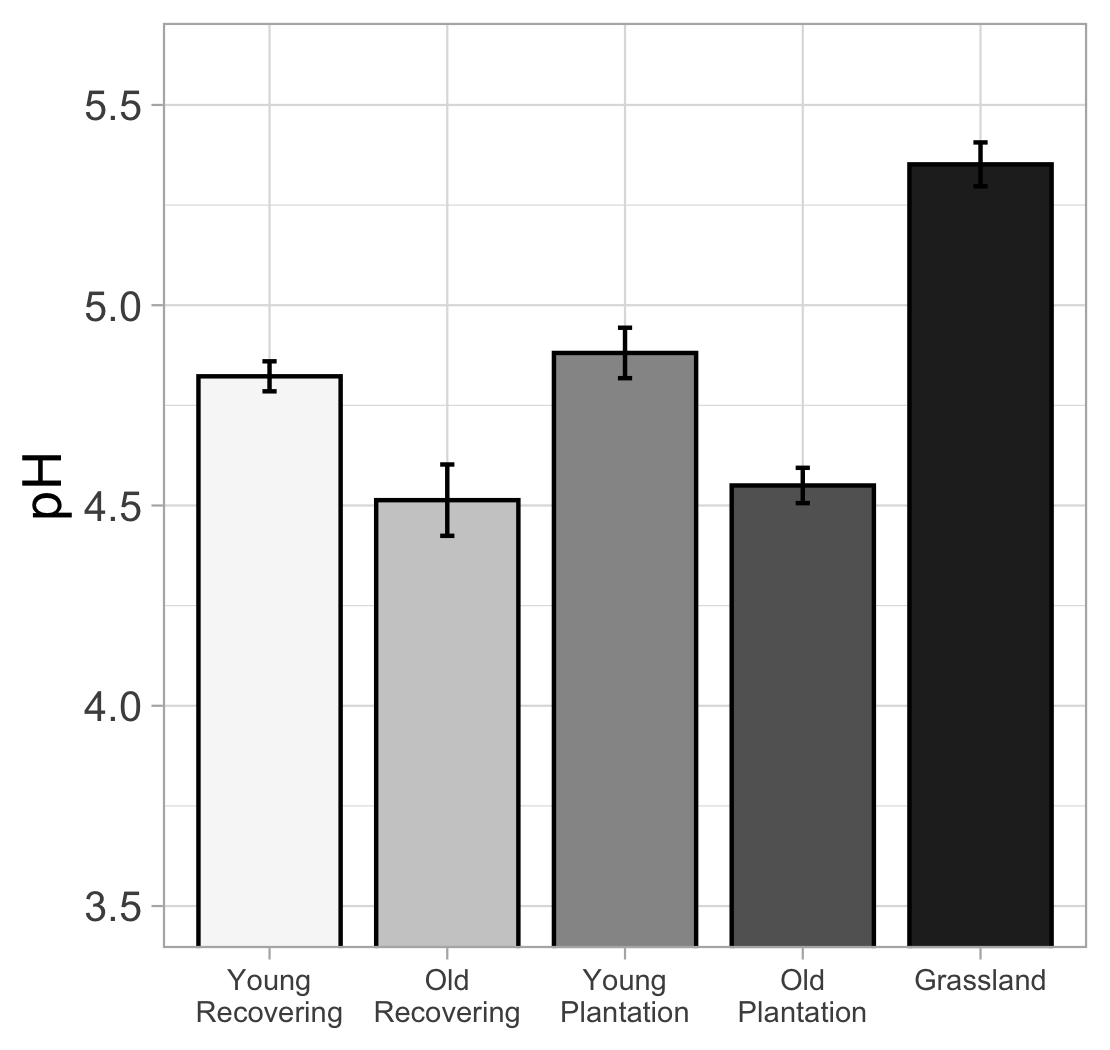 pH
5.5
5.0
4.5
4.0
3.5
Young
Recovering
Old
Recovering
Young
Plantation
Old
Plantation
Grassland